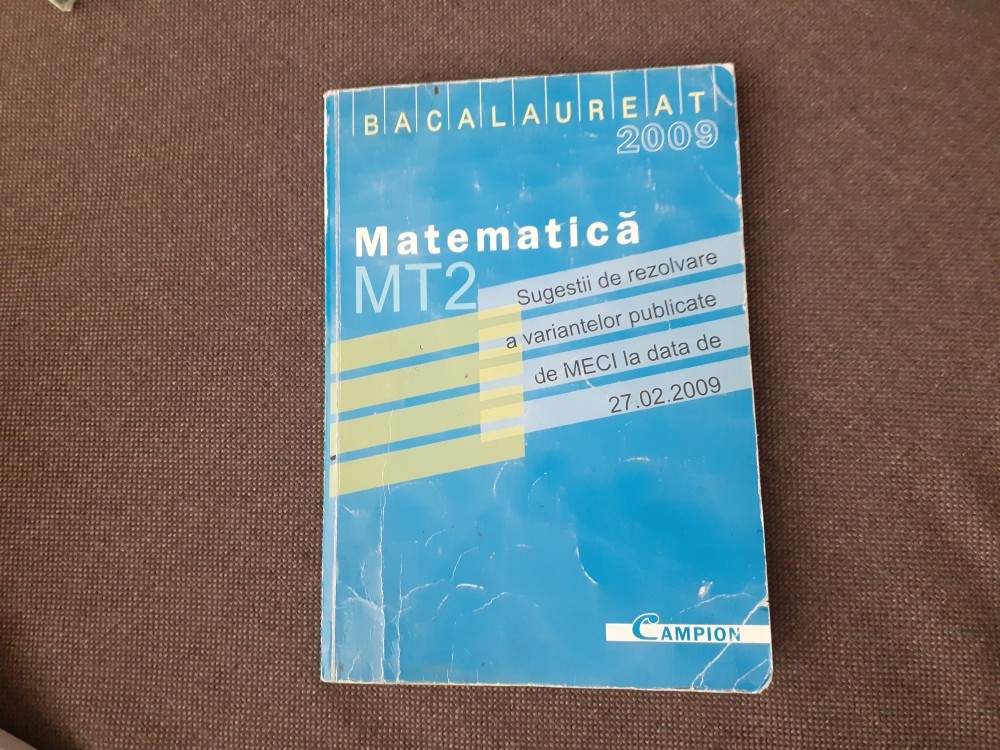 BACALAUREAT
2009
Matematică
MT2
Sugestii de rezolvare
a variantelor publicate
de MECI la data de
27.02.2009
CAMPION